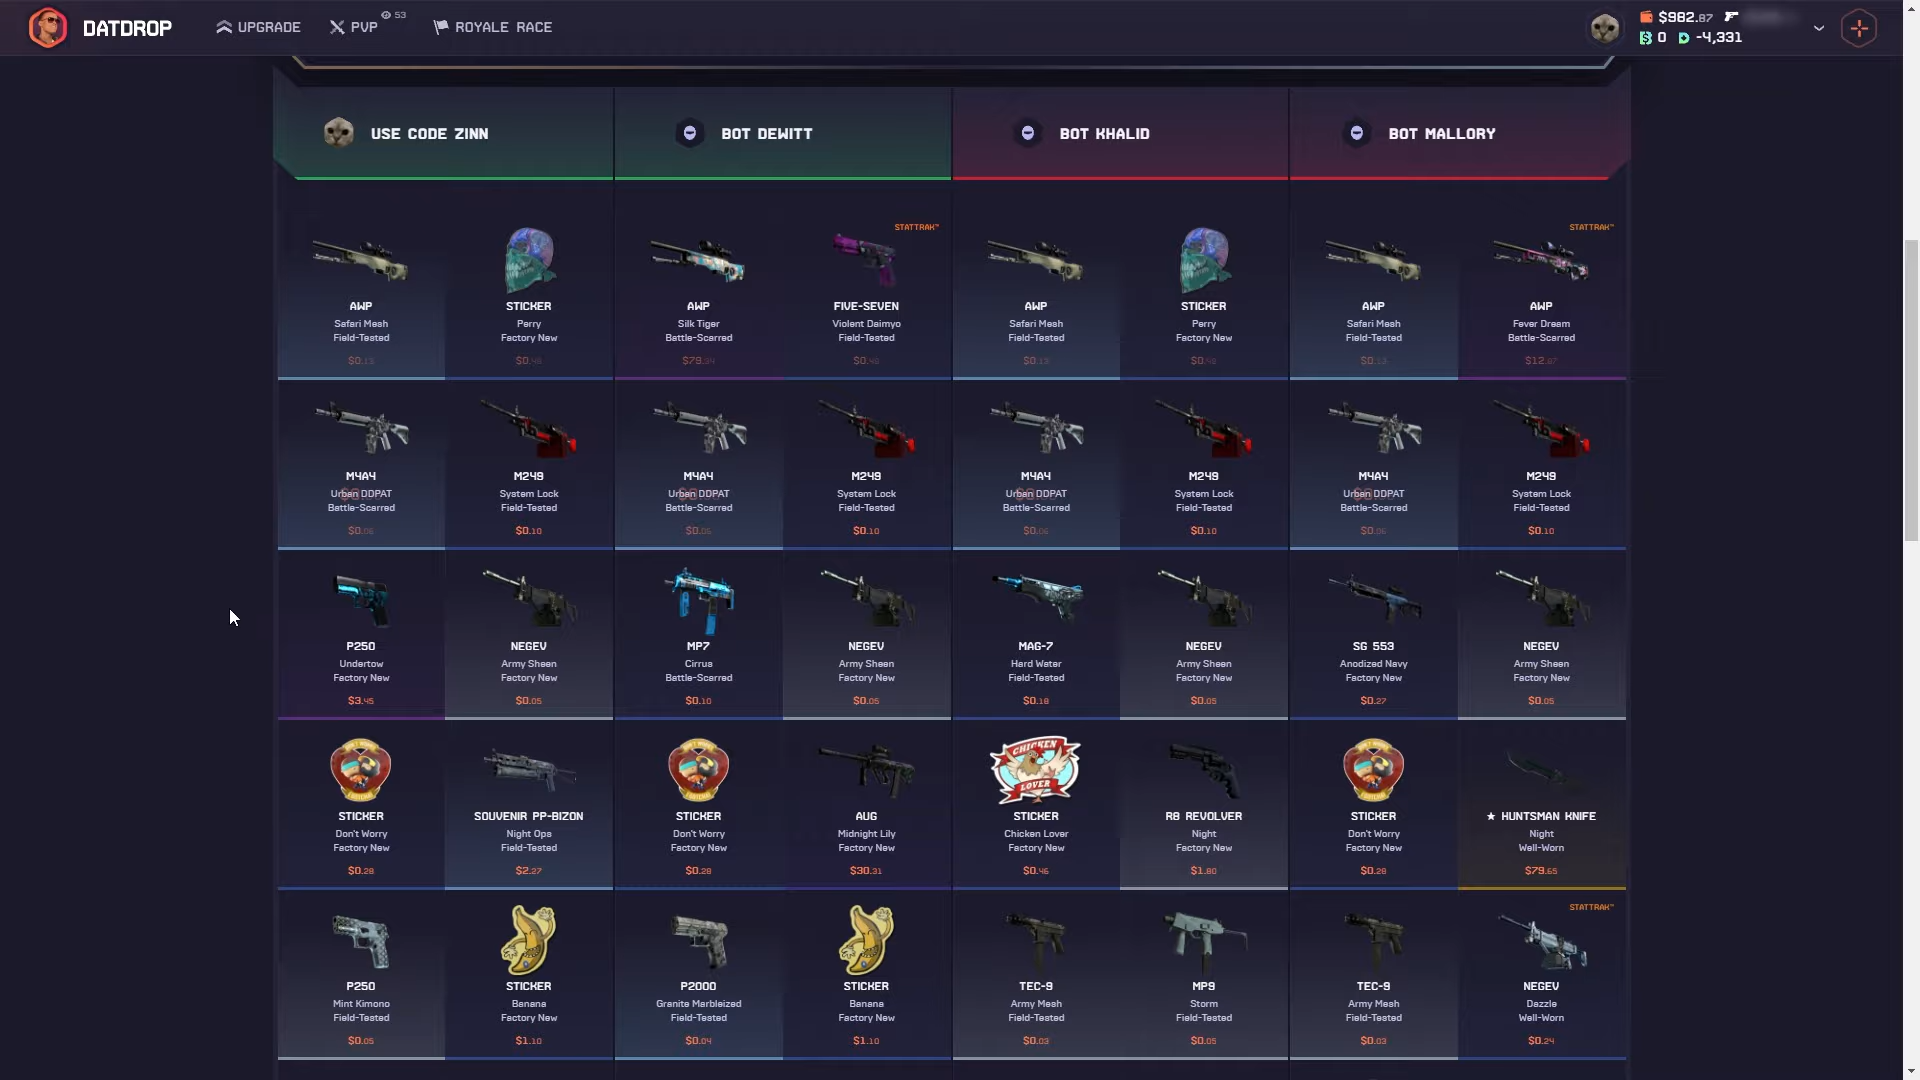 DATDROP
UPGRADE
PVP
53
ROYALE RACE
$982.87
0
-4,331
USE CODE ZINN
BOT DEWITT
BOT KHALID
BOT MALLORY
AWP
Safari Mesh
Field-Tested
$0.13
STICKER
Perry
Factory New
AWP
Silk Tiger
Battle-Scarred
STATTRAK™
FIVE-SEVEN
Violent Daimyo
Field-Tested
AWP
Safari Mesh
Field-Tested
$0.13
STICKER
Perry
Factory New
AWP
Safari Mesh
Field-Tested
$0.13
STATTRAK™
AWP
Fever Dream
Battle-Scarred
$12.87
M4A4
Urban DDPAT
Battle-Scarred
$0.06
M249
System Lock
Field-Tested
$0.10
M4A4
Urban DDPAT
Battle-Scarred
$0.06
M249
System Lock
Field-Tested
$0.10
M4A4
Urban DDPAT
Battle-Scarred
$0.06
M249
System Lock
Field-Tested
$0.10
M4A4
Urban DDPAT
Battle-Scarred
$0.06
M249
System Lock
Field-Tested
$0.10
P250
Undertow
Factory New
$3.45
NEGEV
Army Sheen
Factory New
$0.05
MP7
Cirrus
Battle-Scarred
$0.10
NEGEV
Army Sheen
Factory New
$0.05
MAG-7
Hard Water
Field-Tested
$0.18
NEGEV
Army Sheen
Factory New
$0.05
SG 553
Anodized Navy
Factory New
$0.27
NEGEV
Army Sheen
Factory New
$0.05
STICKER
Don't Worry
Factory New
$0.28
SOUVENIR PP-BIZON
Night Ops
Field-Tested
$2.27
STICKER
Don't Worry
Factory New
$0.28
AUG
Midnight Lily
Factory New
$30.31
CHICKEN
LOVER
STICKER
Chicken Lover
Factory New
$0.46
R8 REVOLVER
Night
Factory New
$1.80
STICKER
Don't Worry
Factory New
$0.28
★ HUNTSMAN KNIFE
Night
Well-Worn
$79.65
P250
Mint Kimono
Field-Tested
$0.05
STICKER
Banana
Factory New
$1.10
P2000
Granite Marbleized
Field-Tested
$0.04
STICKER
Banana
Factory New
$1.10
TEC-9
Army Mesh
Field-Tested
$0.03
MP9
Storm
Field-Tested
$0.05
TEC-9
Army Mesh
Field-Tested
$0.03
STATTRAK™
NEGEV
Dazzle
Well-Worn
$0.24